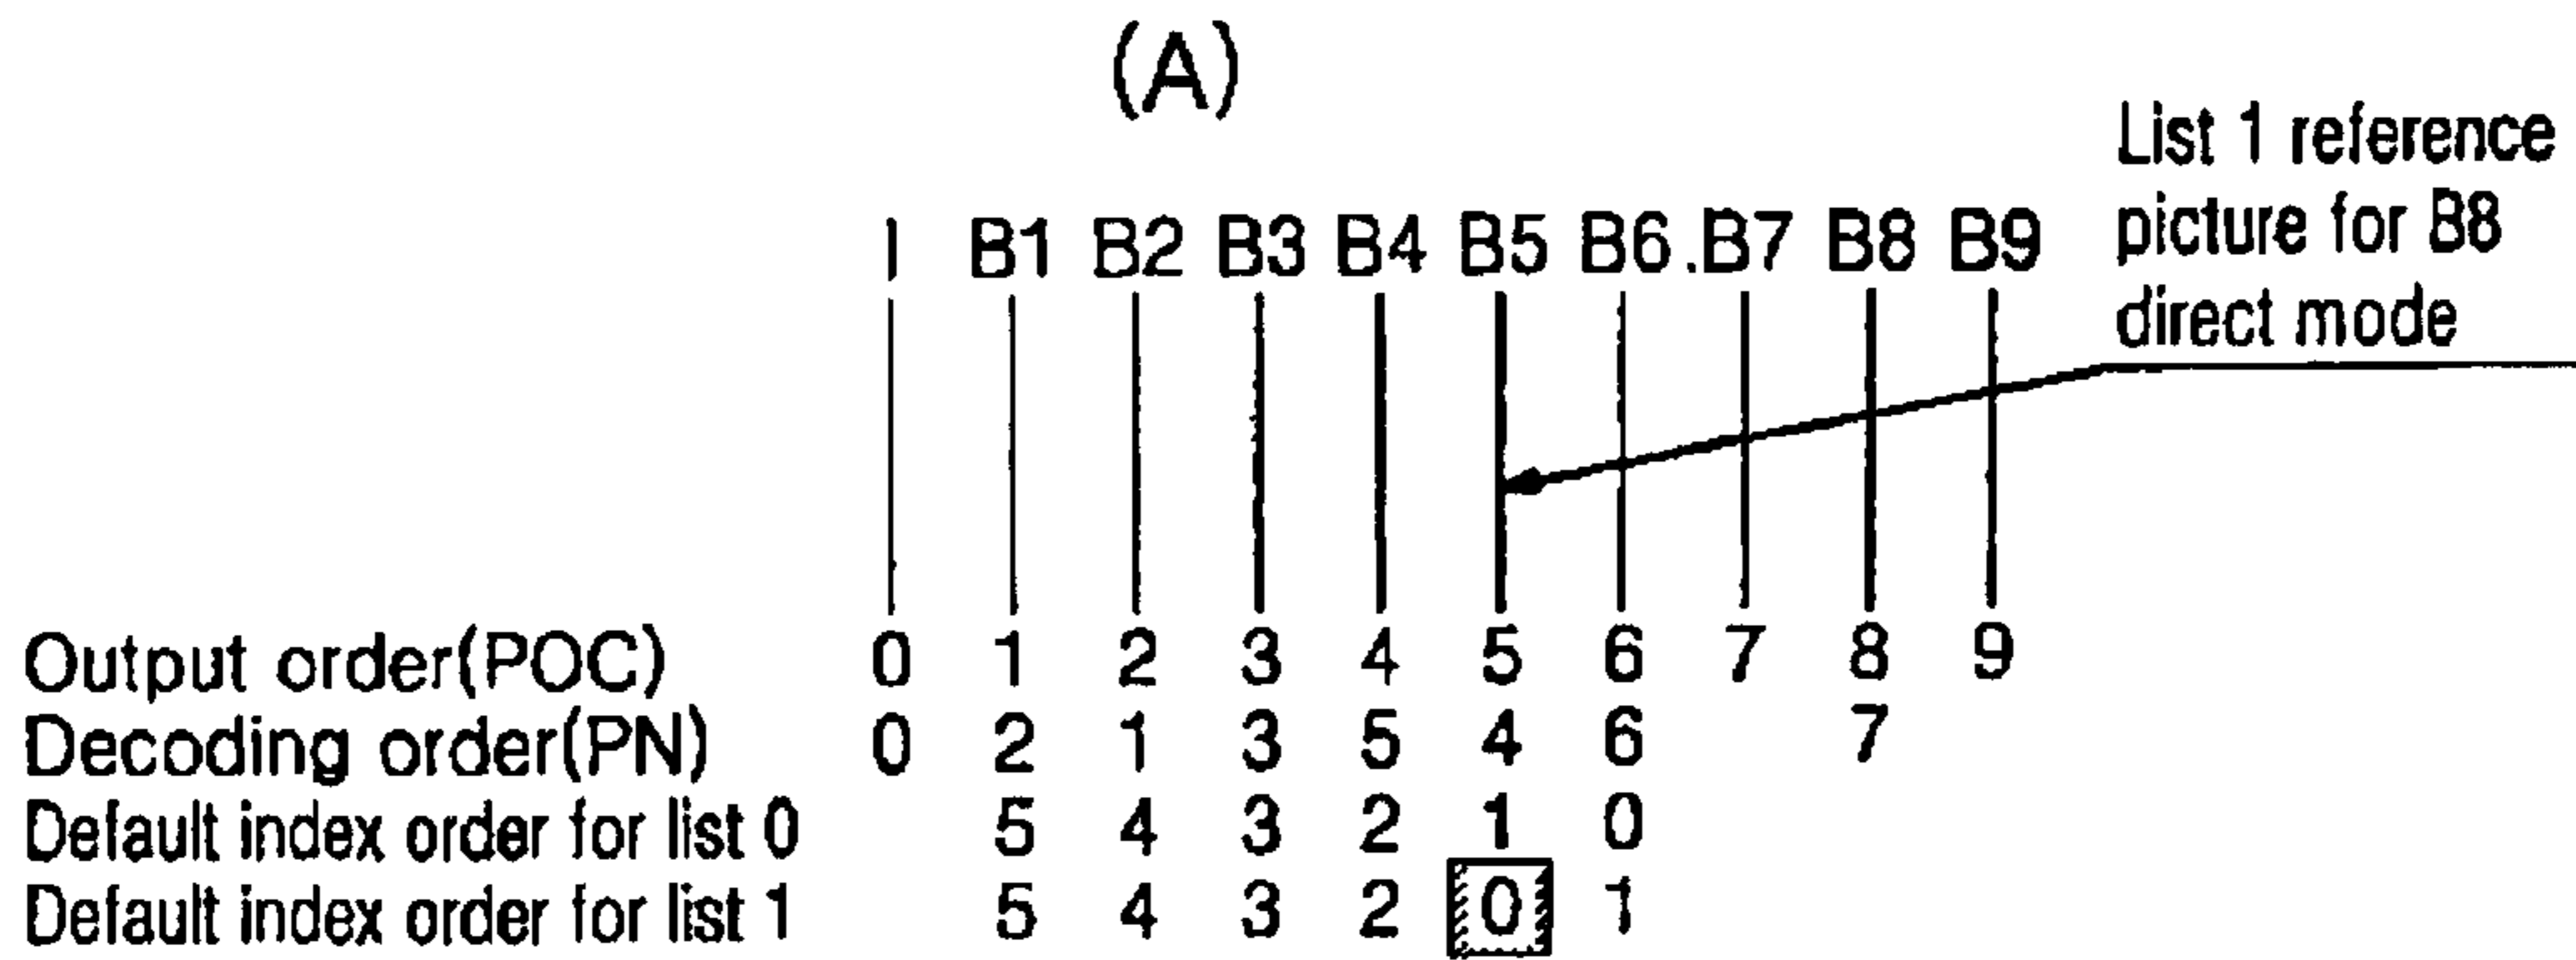 (A)
List 1 reference
picture for B8
direct mode
I B1 B2 B3 B4 B5 B6 .B7 B8 B9
Output order(POC) 0 1 2 3 4 5 6 7 8 9
Decoding order(PN) 0 2 1 3 5 4 6 7
Default index order for list 0 5 4 3 2 1 0
Default index order for list 1 5 4 3 2 0 1